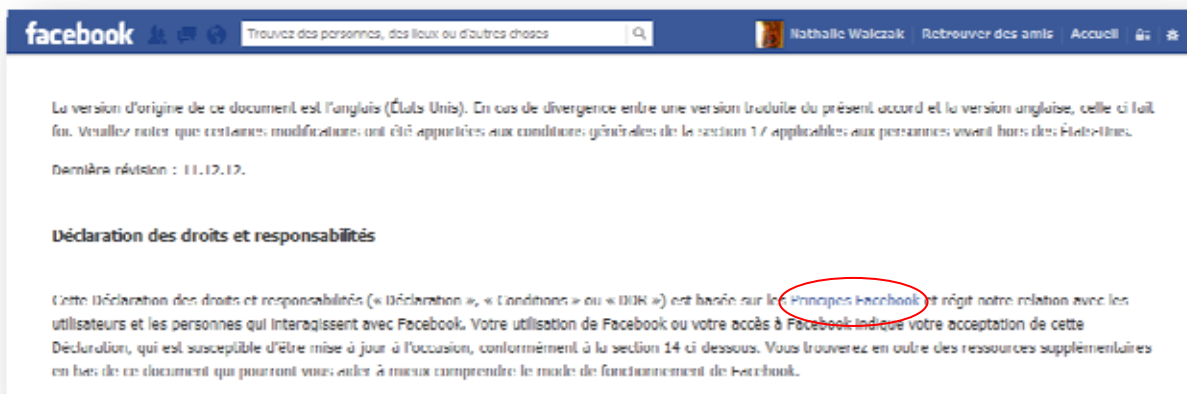 facebook Trouvez des personnes, des lieux ou d'autres choses Nathalie Walczak Retrouver des amis Accueil
La version d'origine de ce document est l'anglais (États Unis). En cas de divergence entre une version traduite du présent accord et la version anglaise, celle ci fait
foi. Veuillez noter que certaines modifications ont été apportées aux conditions générales de la section 17 applicables aux personnes vivant hors des États-Unis.
Dernière révision : 11.12.12.
Déclaration des droits et responsabilités
Cette Déclaration des droits et responsabilités (« Déclaration », « Conditions » ou « DDR ») est basée sur les Principes Facebook et régit notre relation avec les
utilisateurs et les personnes qui interagissent avec Facebook. Votre utilisation de Facebook ou votre accès à Facebook indique votre acceptation de cette
Déclaration, qui est susceptible d'être mise à jour à l'occasion, conformément à la section 14 ci dessous. Vous trouverez en outre des ressources supplémentaires
en bas de ce document qui pourront vous aider à mieux comprendre le mode de fonctionnement de Facebook.